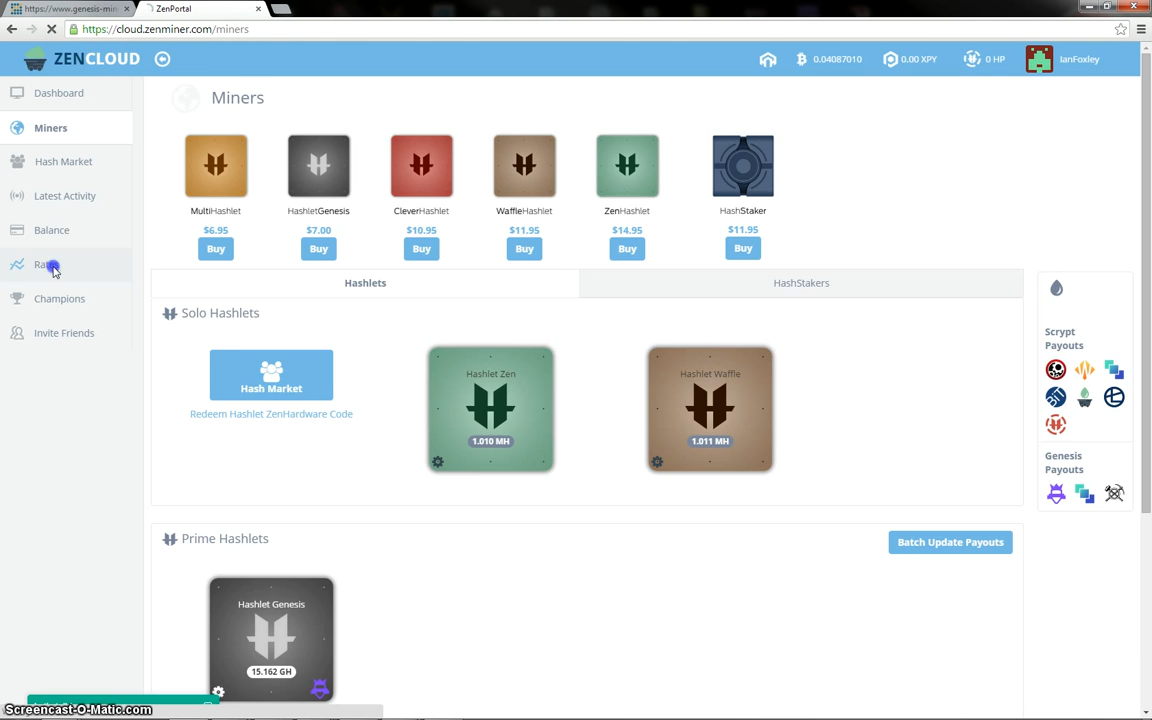 https://www.genesis-min
ZenPortal
https://cloud.zenminer.com/miners
ZENCLOUD
0.04087010
0.00 XPY
0 HP
IanFoxley
Dashboard
Miners
Hash Market
Latest Activity
Balance
Champions
Invite Friends
Miners
MultiHashlet
HashletGenesis
CleverHashlet
WaffleHashlet
ZenHashlet
HashStaker
$6.95
$7.00
$10.95
$11.95
$14.95
$11.95
Buy
Buy
Buy
Buy
Buy
Buy
Hashlets
HashStakers
Solo Hashlets
Hash Market
Redeem Hashlet ZenHardware Code
Hashlet Zen
1.010 MH
Hashlet Waffle
1.011 MH
Scrypt
Payouts
Genesis
Payouts
Prime Hashlets
Batch Update Payouts
Hashlet Genesis
15.162 GH
Screencast-O-Matic.com